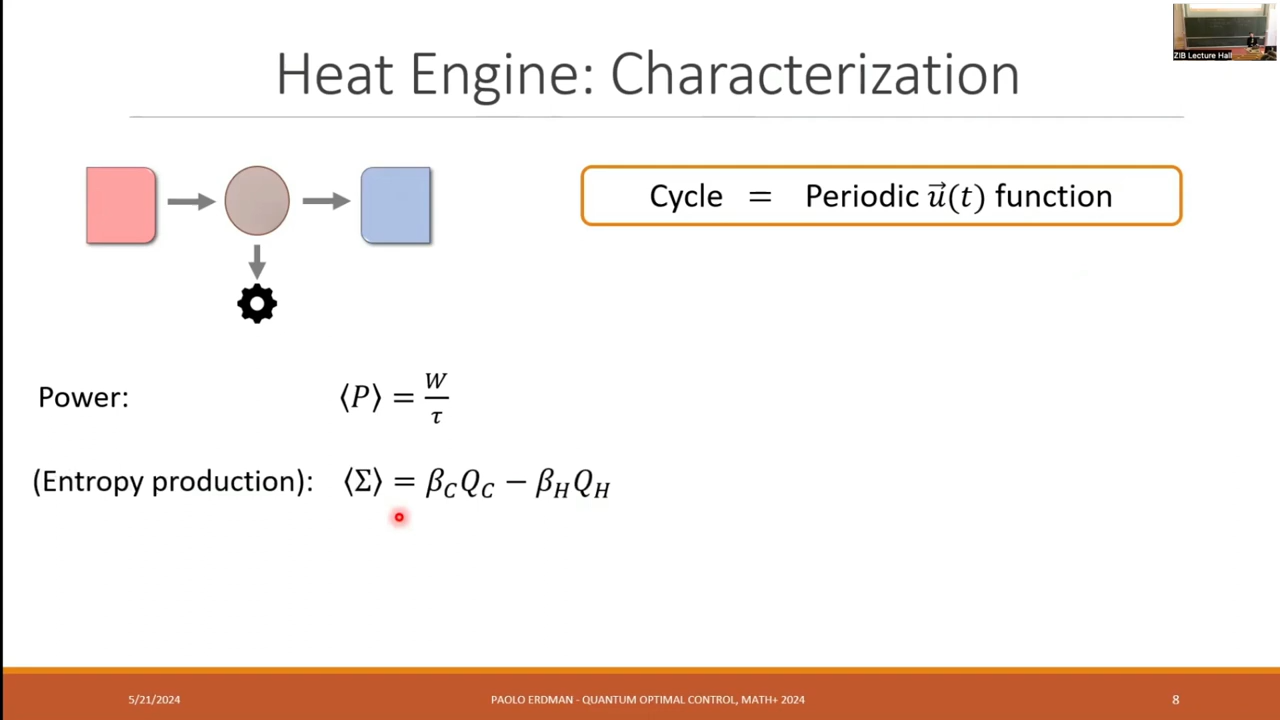 Heat Engine: Characterization
ZIB Lecture Hall
Cycle = Periodic u⃗(t) function
Power: ⟨P⟩ = W/τ
(Entropy production): ⟨Σ⟩ = β_C Q_C − β_H Q_H
5/21/2024 PAOLO ERDMAN - QUANTUM OPTIMAL CONTROL, MATH+ 2024 8